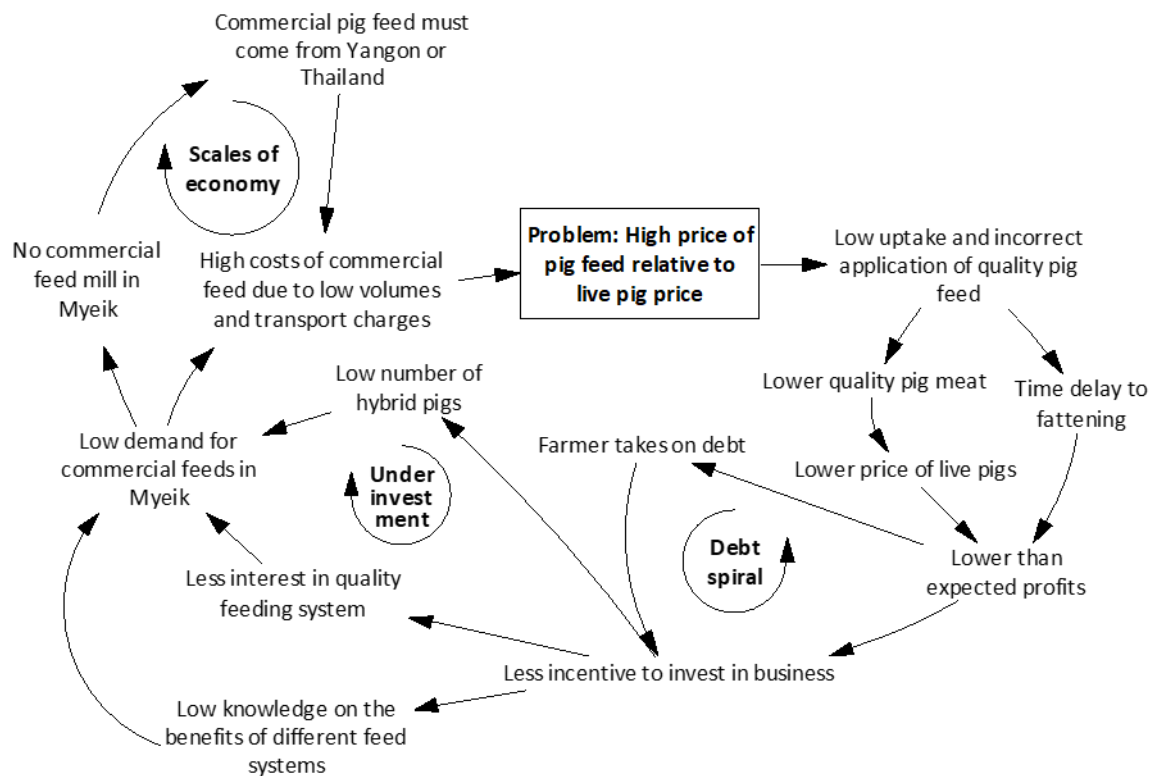 Commercial pig feed must
come from Yangon or
Thailand
Scales of
economy
No commercial
feed mill in
Myeik
High costs of commercial
feed due to low volumes
and transport charges
Problem: High price of
pig feed relative to
live pig price
Low uptake and incorrect
application of quality pig
feed
Lower quality pig meat
Time delay to
fattening
Low number of
hybrid pigs
Low demand for
commercial feeds in
Myeik
Under
invest
ment
Farmer takes on debt
Lower price of live pigs
Debt
spiral
Lower than
expected profits
Less interest in quality
feeding system
Less incentive to invest in business
Low knowledge on the
benefits of different feed
systems